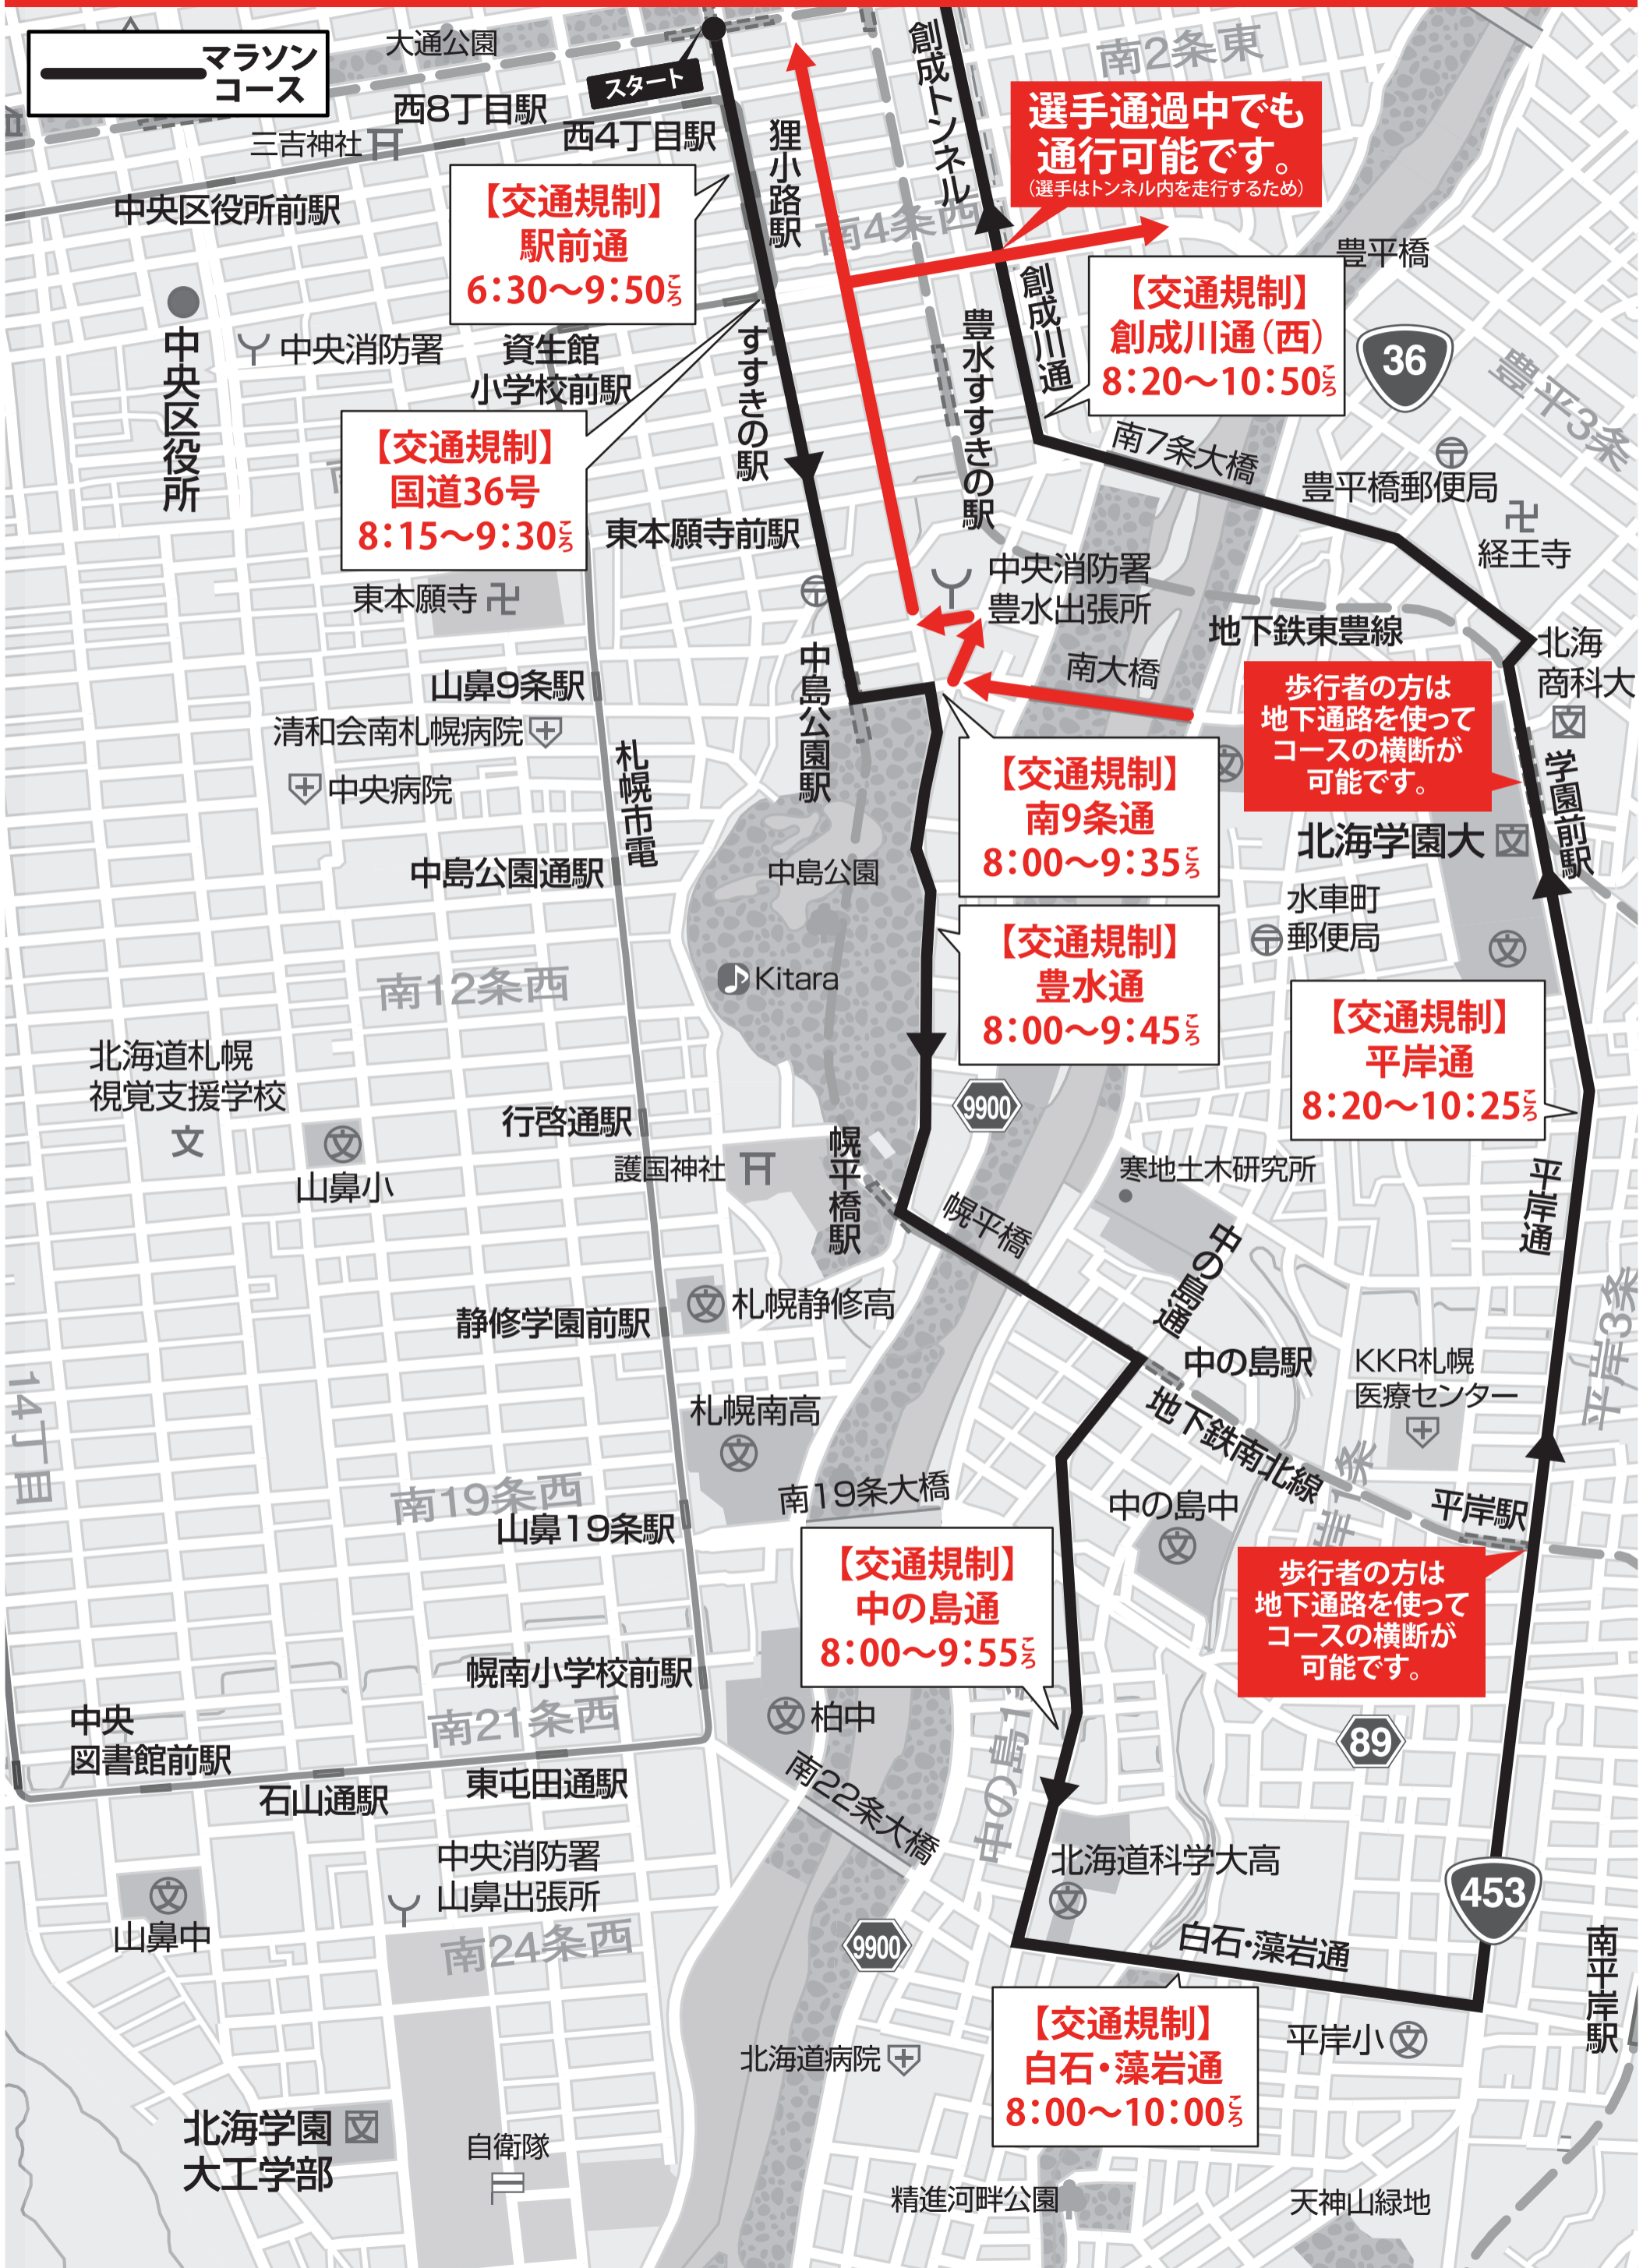 マラソン
コース
大通公園
スタート
西8丁目駅
西4丁目駅
三吉神社
中央区役所前駅
狸小路駅
創成トンネル
南2条東
選手通過中でも
通行可能です。
(選手はトンネル内を走行するため)
南4条西
【交通規制】
駅前通
6:30〜9:50ころ
豊平橋
創成川通
【交通規制】
創成川通(西)
8:20〜10:50ころ
36
豊平3条
中央区役所
中央消防署
資生館
小学校前駅
すすきの駅
豊水すすきの駅
【交通規制】
国道36号
8:15〜9:30ころ
南7条大橋
豊平橋郵便局
経王寺
東本願寺前駅
東本願寺
中央消防署
豊水出張所
地下鉄東豊線
北海
商科大
文
南大橋
中島公園駅
山鼻9条駅
清和会南札幌病院
中央病院
札幌市電
歩行者の方は
地下通路を使って
コースの横断が
可能です。
学園前駅
文
【交通規制】
南9条通
8:00〜9:35ころ
北海学園大
文
中島公園通駅
中島公園
水車町
郵便局
文
【交通規制】
豊水通
8:00〜9:45ころ
Kitara
南12条西
【交通規制】
平岸通
8:20〜10:25ころ
北海道札幌
視覚支援学校
文
文
山鼻小
行啓通駅
9900
護国神社
幌平橋駅
寒地土木研究所
平岸通
幌平橋
中の島通
静修学園前駅
文
札幌静修高
中の島駅
KKR札幌
医療センター
平岸3条
14丁目
札幌南高
文
地下鉄南北線
南19条西
南19条大橋
山鼻19条駅
中の島中
文
平岸駅
【交通規制】
中の島通
8:00〜9:55ころ
歩行者の方は
地下通路を使って
コースの横断が
可能です。
幌南小学校前駅
南21条西
文
柏中
中央
図書館前駅
石山通駅
東屯田通駅
南22条大橋
89
中央消防署
山鼻出張所
文
山鼻中
南24条西
北海道科学大高
文
9900
453
白石・藻岩通
南平岸駅
【交通規制】
白石・藻岩通
8:00〜10:00ころ
北海道病院
平岸小
文
北海学園
大工学部
文
自衛隊
精進河畔公園
天神山緑地